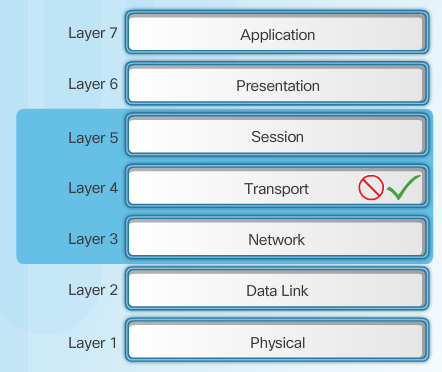 Layer 7 Application
Layer 6 Presentation
Layer 5 Session
Layer 4 Transport
Layer 3 Network
Layer 2 Data Link
Layer 1 Physical